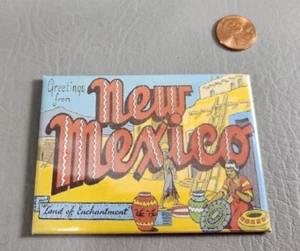 Greetings
from
New
Mexico
"Land of Enchantment"